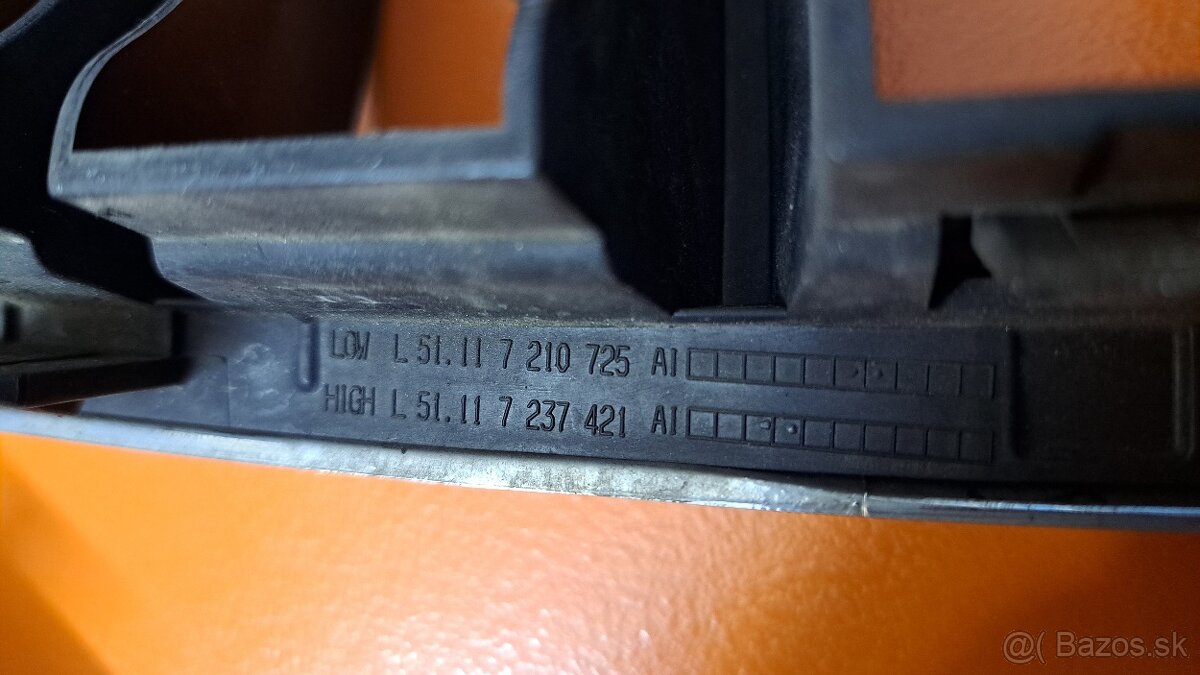 LOW L 51.11 7 210 725 AI
HIGH L 51.11 7 237 421 AI
@( Bazos.sk